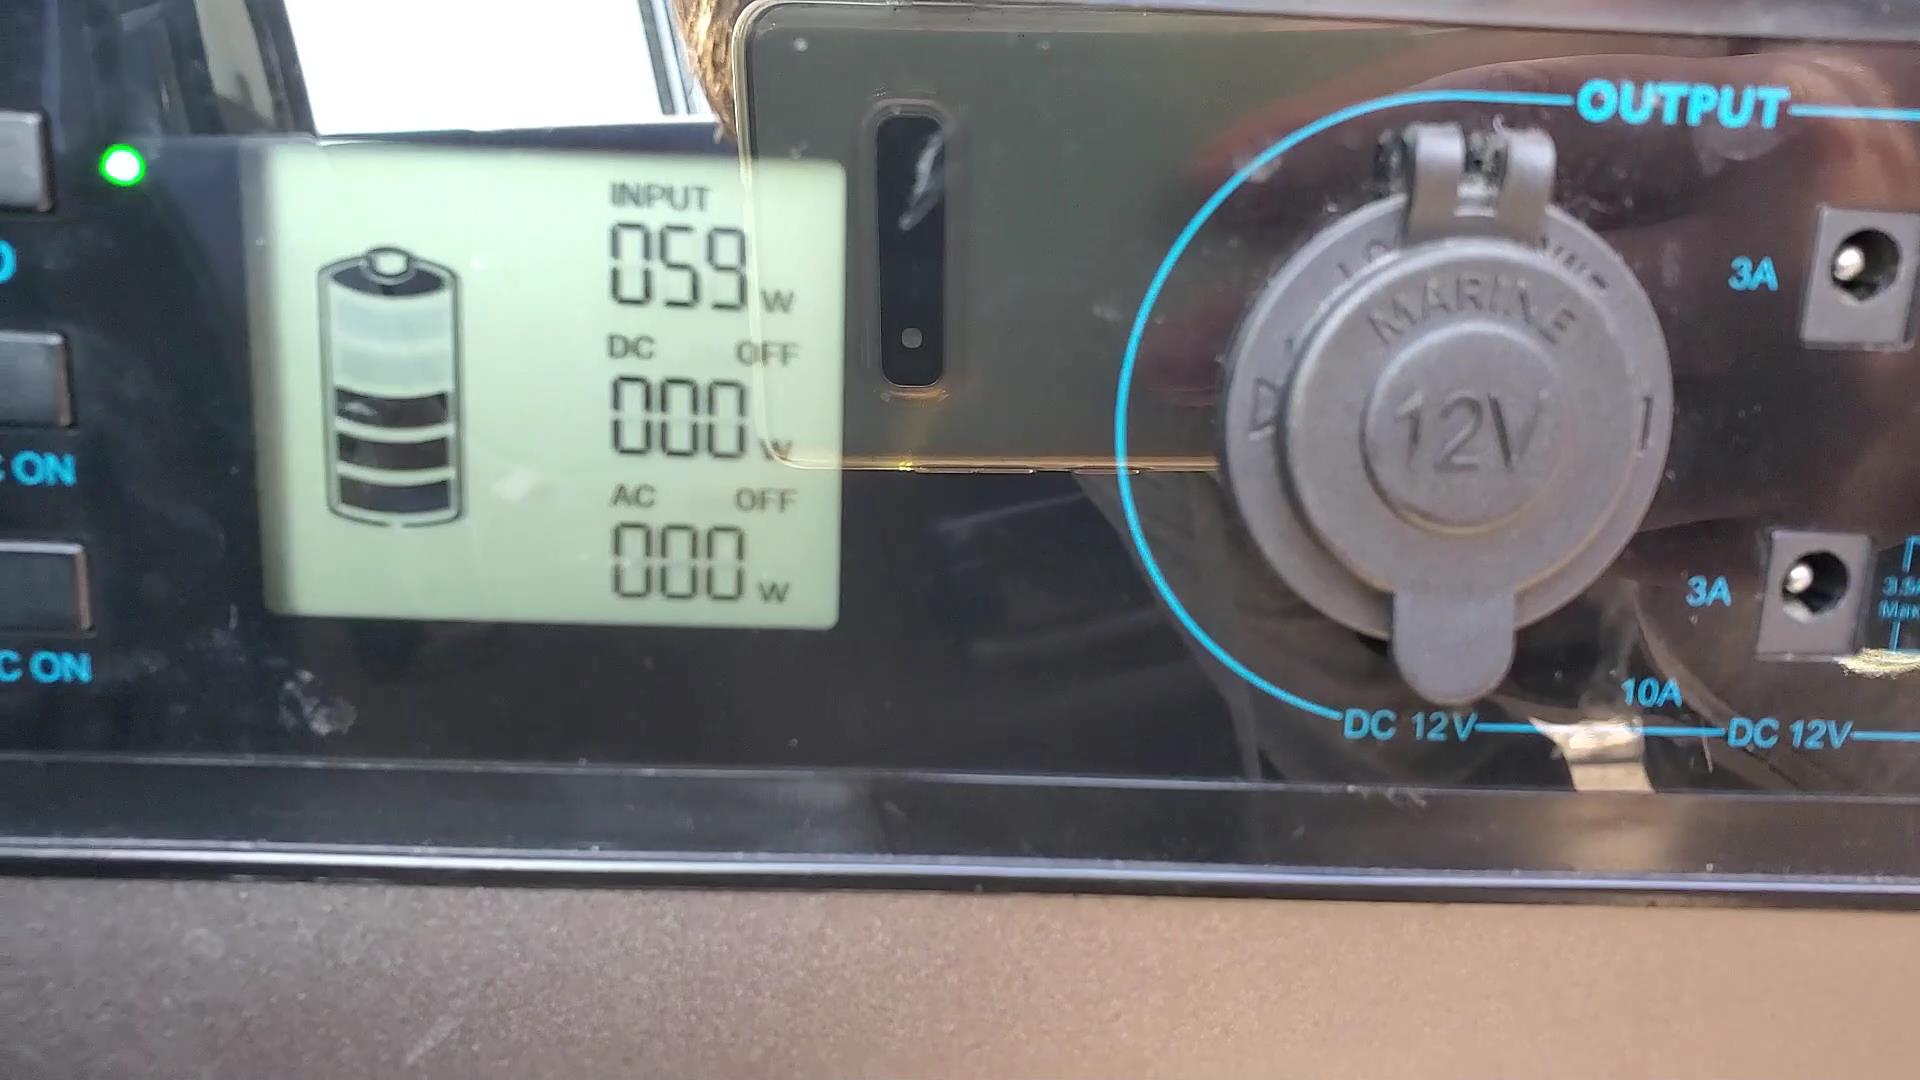 INPUT
059 W
DC OFF
000 W
AC OFF
000 W
ON
C ON
OUTPUT
MARINE
12V
3A
3A
Max
10A
DC 12V
DC 12V